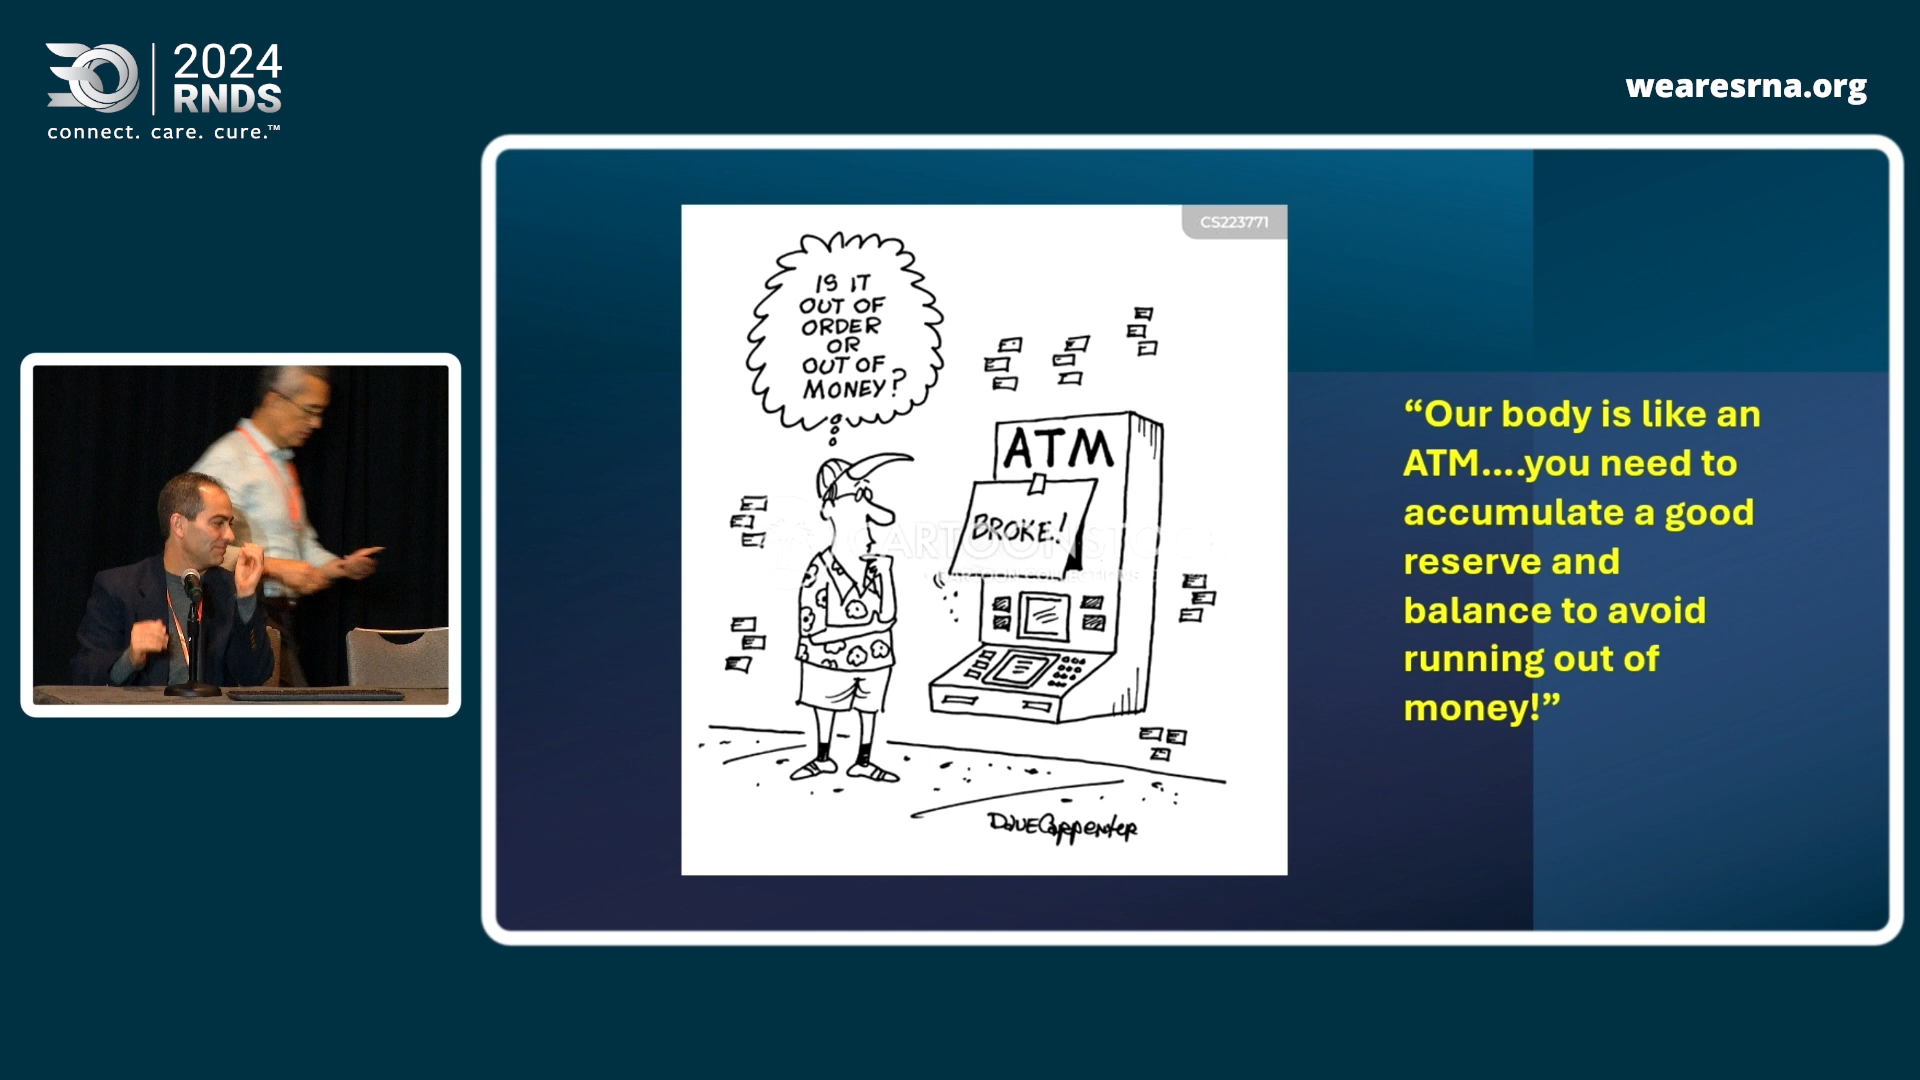 2024
RNDS
connect. care. cure.™
wearesrna.org
CS223771
IS IT
OUT OF
ORDER
OR
OUT OF
MONEY?
ATM
BROKE!
CARTOONSTOCK
Dave Carpenter
“Our body is like an
ATM....you need to
accumulate a good
reserve and
balance to avoid
running out of
money!”